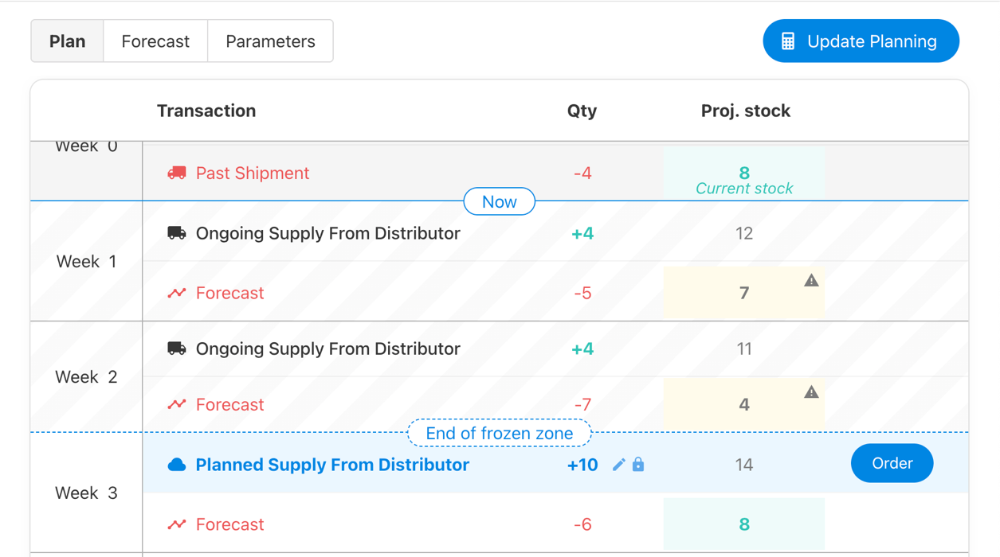 Plan Forecast Parameters Update Planning
Transaction Qty Proj. stock
Week 0
Past Shipment -4 8
Current stock
Now
Ongoing Supply From Distributor +4 12
Week 1
Forecast -5 7
Ongoing Supply From Distributor +4 11
Week 2
Forecast -7 4
End of frozen zone
Planned Supply From Distributor +10 14 Order
Week 3
Forecast -6 8